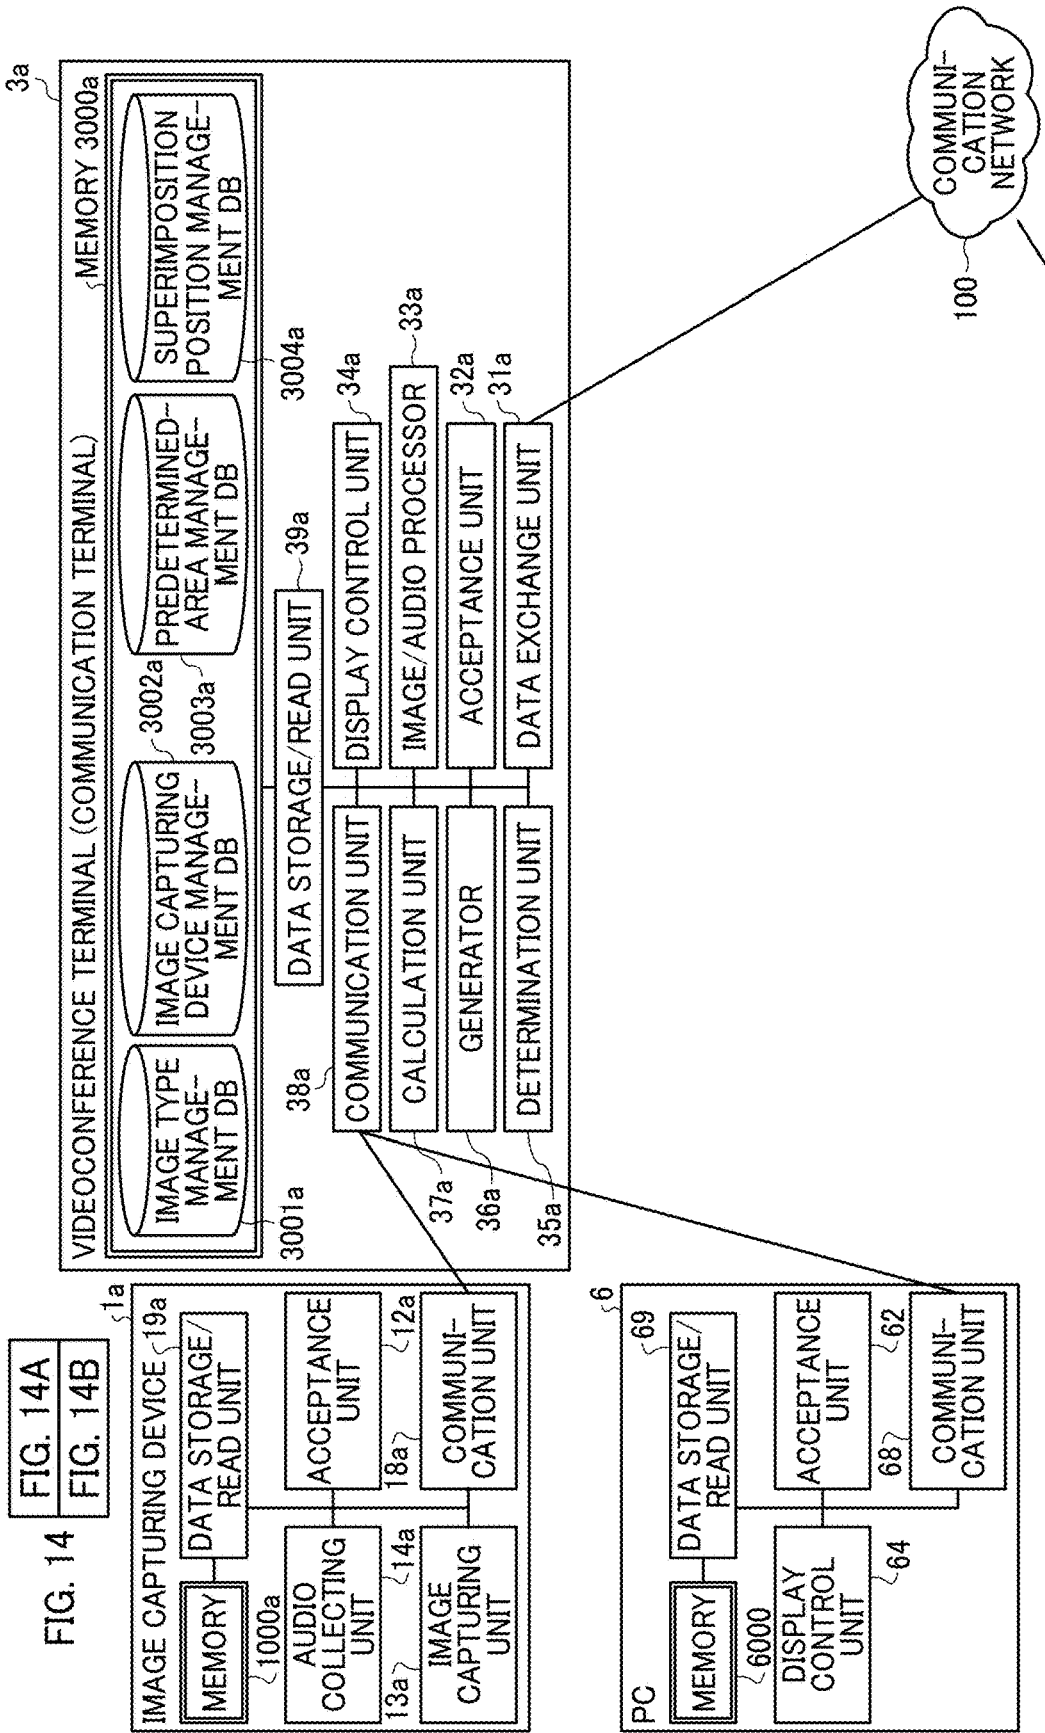 FIG. 14
FIG. 14A
FIG. 14B
IMAGE CAPTURING DEVICE
1a
19a
MEMORY
1000a
DATA STORAGE/
READ UNIT
AUDIO
COLLECTING
UNIT
14a
ACCEPTANCE
UNIT
12a
13a
IMAGE
CAPTURING
UNIT
18a
COMMUNI-
CATION UNIT
PC
6
69
MEMORY
6000
DATA STORAGE/
READ UNIT
DISPLAY
CONTROL
UNIT
64
ACCEPTANCE
UNIT
62
68
COMMUNI-
CATION UNIT
3a
VIDEOCONFERENCE TERMINAL (COMMUNICATION TERMINAL)
MEMORY 3000a
IMAGE TYPE
MANAGE-
MENT DB
3001a
IMAGE CAPTURING
DEVICE MANAGE-
MENT DB
3002a
3003a
PREDETERMINED-
AREA MANAGE-
MENT DB
SUPERIMPOSITION
POSITION MANAGE-
MENT DB
3004a
DATA STORAGE/READ UNIT
39a
38a
COMMUNICATION UNIT
DISPLAY CONTROL UNIT
34a
37a
CALCULATION UNIT
IMAGE/AUDIO PROCESSOR
33a
36a
GENERATOR
ACCEPTANCE UNIT
32a
35a
DETERMINATION UNIT
DATA EXCHANGE UNIT
31a
100
COMMUNI-
CATION
NETWORK